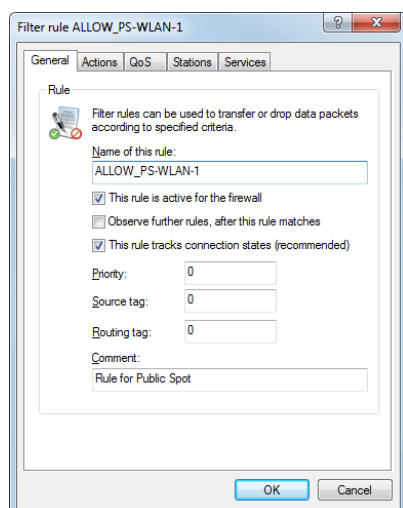 Filter rule ALLOW_PS-WLAN-1
General Actions QoS Stations Services
Rule
Filter rules can be used to transfer or drop data packets
according to specified criteria.
Name of this rule:
ALLOW_PS-WLAN-1
This rule is active for the firewall
Observe further rules, after this rule matches
This rule tracks connection states (recommended)
Priority: 0
Source tag: 0
Routing tag: 0
Comment:
Rule for Public Spot
OK Cancel